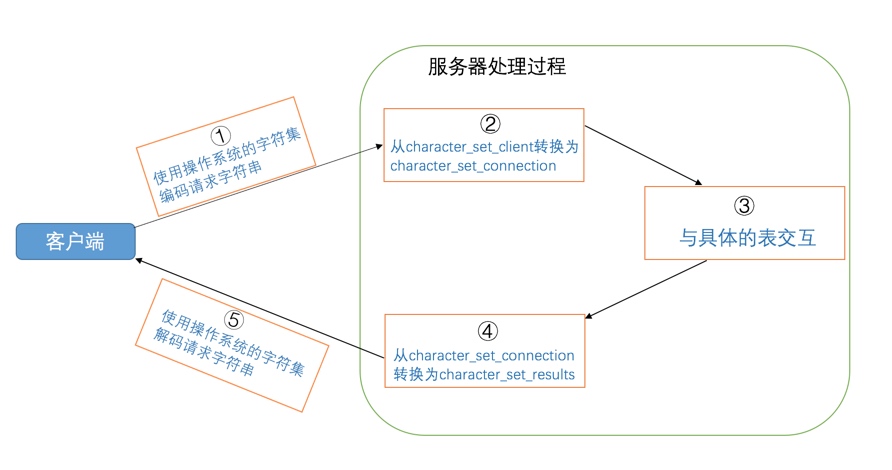 服务器处理过程
①
使用操作系统的字符集
编码请求字符串
②
从character_set_client转换为
character_set_connection
③
与具体的表交互
客户端
④
从character_set_connection
转换为character_set_results
⑤
使用操作系统的字符集
解码请求字符串